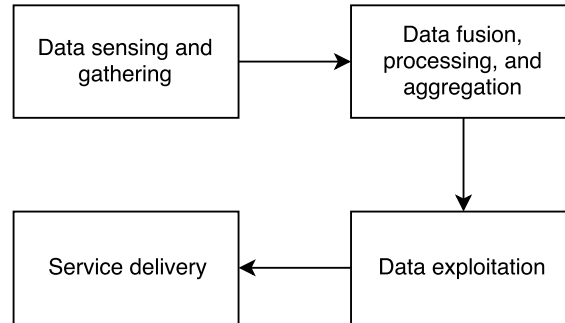 Data sensing and
gathering
Data fusion,
processing, and
aggregation
Service delivery
Data exploitation